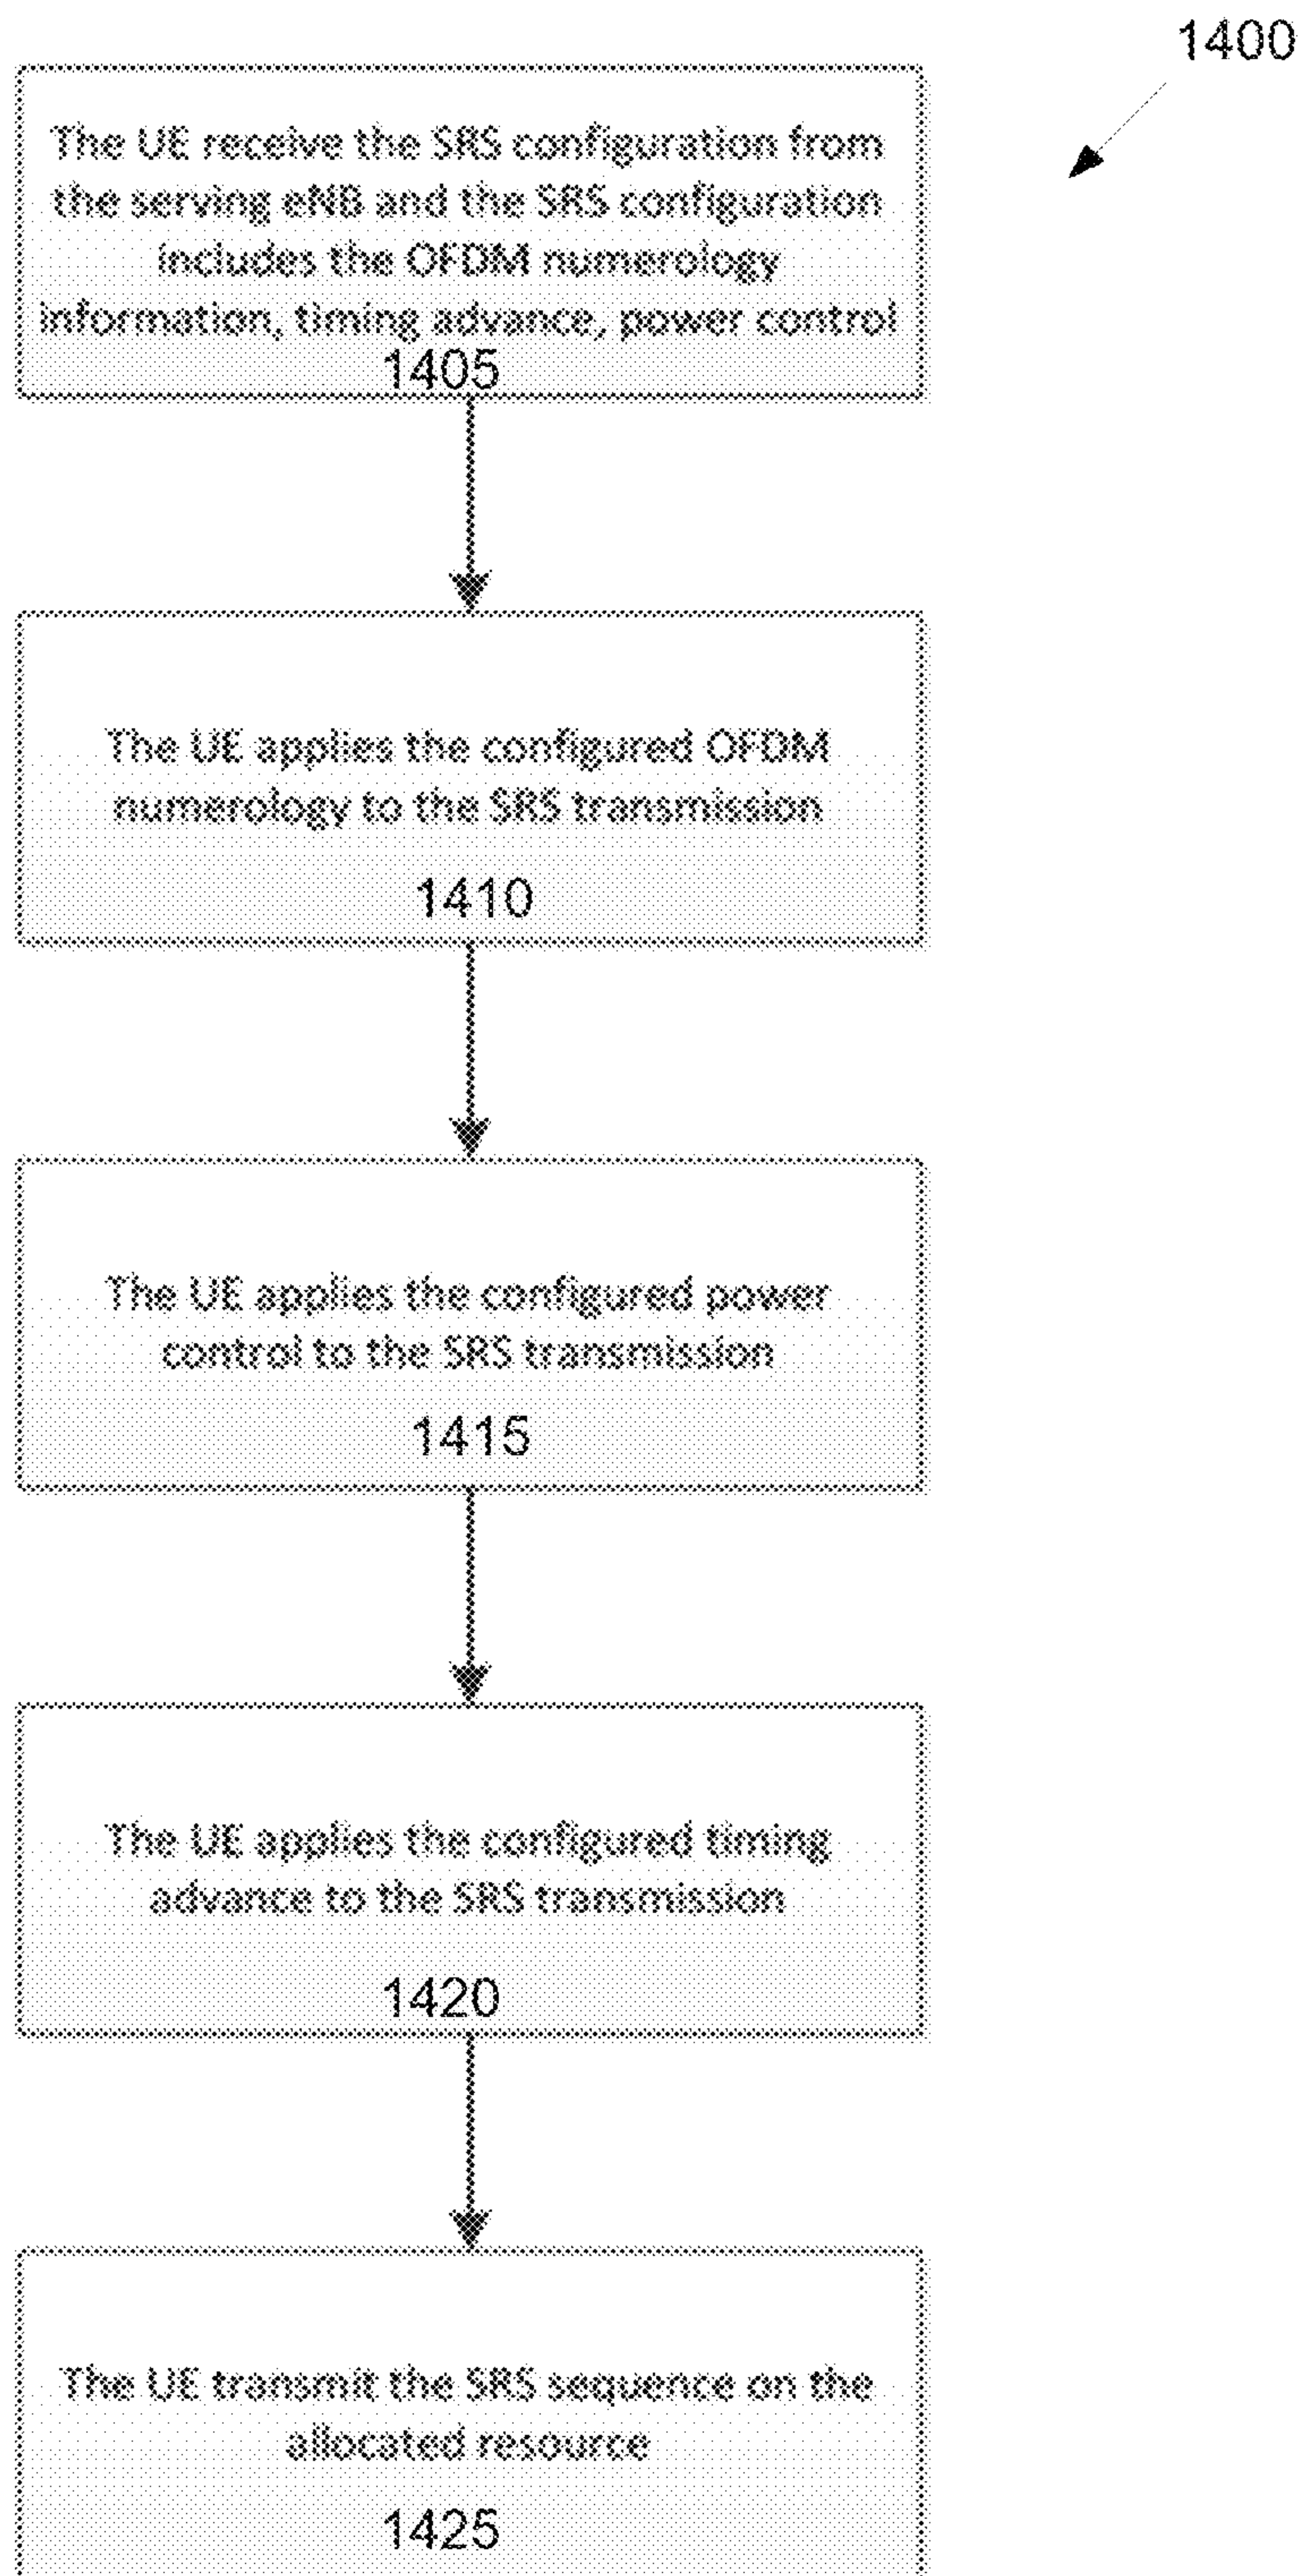 1400
The UE receive the SRS configuration from
the serving eNB and the SRS configuration
includes the OFDM numerology
information, timing advance, power control
1405
The UE applies the configured OFDM
numerology to the SRS transmission
1410
The UE applies the configured power
control to the SRS transmission
1415
The UE applies the configured timing
advance to the SRS transmission
1420
The UE transmit the SRS sequence on the
allocated resource
1425